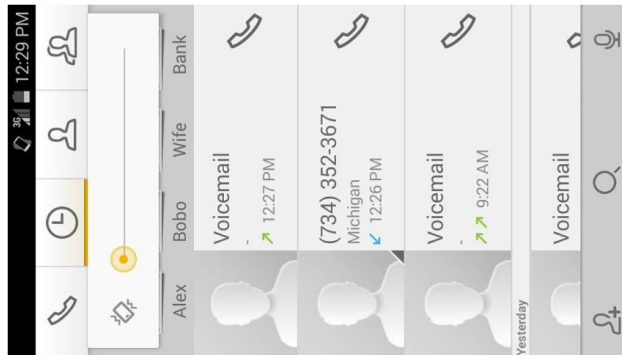 3G 12:29 PM
Alex Bobo Wife Bank
Voicemail
-
12:27 PM
(734) 352-3671
Michigan
12:26 PM
Voicemail
-
9:22 AM
Yesterday
Voicemail